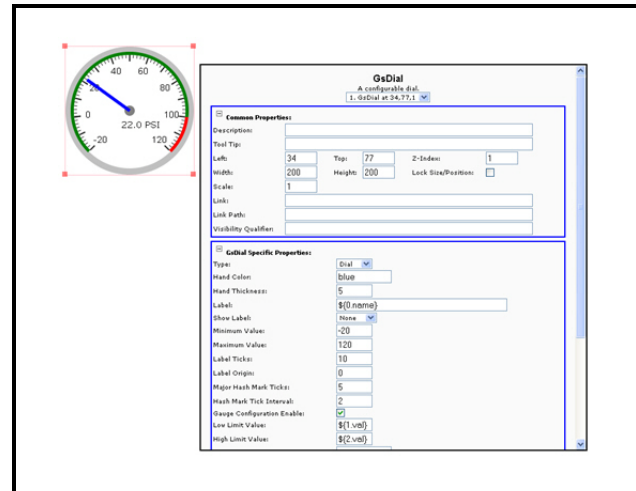 40 60
20 80
0 100
22.0 PSI
-20 120
GsDial
A configurable dial.
1. GsDial at 34,77,1
Common Properties:
Description:
Tool Tip:
Left: 34 Top: 77 Z-Index: 1
Width: 200 Height: 200 Lock Size/Position:
Scale: 1
Link:
Link Path:
Visibility Qualifier:
GsDial Specific Properties:
Type: Dial
Hand Color: blue
Hand Thickness: 5
Label: ${0.name}
Show Label: None
Minimum Value: -20
Maximum Value: 120
Label Ticks: 10
Label Origin: 0
Major Hash Mark Ticks: 5
Hash Mark Tick Interval: 2
Gauge Configuration Enable:
Low Limit Value: ${1.val}
High Limit Value: ${2.val}